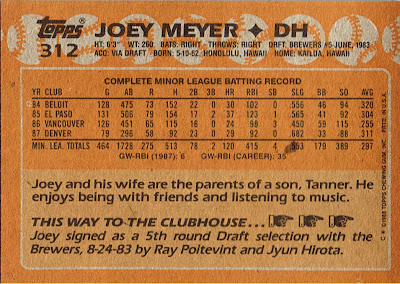 Topps JOEY MEYER ✦ DH
312 HT: 6'3" WT: 260 BATS: RIGHT THROWS: RIGHT DRAFT: BREWERS #5-JUNE, 1983
ACQ: VIA DRAFT BORN: 5-10-62, HONOLULU, HAWAII HOME: KAILUA, HAWAII
COMPLETE MINOR LEAGUE BATTING RECORD
YR CLUB G AB R H 2B 3B HR RBI SB SLG BB SO AVG
84 BELOIT 128 475 73 152 22 0 30 102 0 .556 46 94 .320
85 EL PASO 131 506 79 154 17 2 37 123 1 .565 44 .304
86 VANCOUVER 126 451 65 115 16 0 24 98 3 .450 69 .255
87 DENVER 79 296 58 92 23 0 29 92 0 .682 33 .311
MIN. LEA. TOTALS 464 1728 275 513 78 2 120 415 4 179 389 .297
GW-RBI (1987): 6 GW-RBI (CAREER): 35
Joey and his wife are the parents of a son, Tanner. He
enjoys being with friends and listening to music.
THIS WAY TO THE CLUBHOUSE...
Joey signed as a 5th round Draft selection with the
Brewers, 8-24-83 by Ray Poitevint and Jyun Hirota.
© 1988 TOPPS CHEWING GUM, INC. PRTD. IN U.S.A.